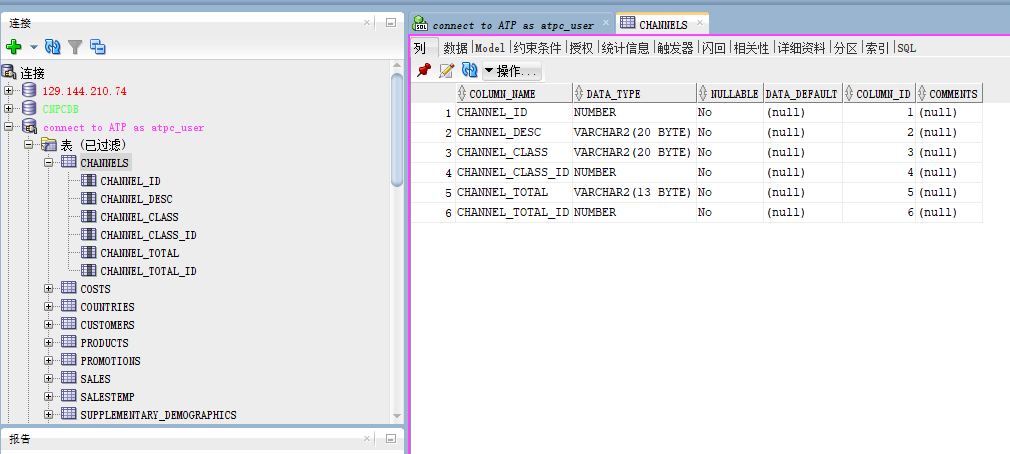 连接
连接
129.144.210.74
CNPCDB
connect to ATP as atpc_user
表 (已过滤)
CHANNELS
CHANNEL_ID
CHANNEL_DESC
CHANNEL_CLASS
CHANNEL_CLASS_ID
CHANNEL_TOTAL
CHANNEL_TOTAL_ID
COSTS
COUNTRIES
CUSTOMERS
PRODUCTS
PROMOTIONS
SALES
SALESTEMP
SUPPLEMENTARY_DEMOGRAPHICS
报告
SQL connect to ATP as atpc_user CHANNELS
列 数据 Model 约束条件 授权 统计信息 触发器 闪回 相关性 详细资料 分区 索引 SQL
操作...
COLUMN_NAME DATA_TYPE NULLABLE DATA_DEFAULT COLUMN_ID COMMENTS
1 CHANNEL_ID NUMBER No (null) 1 (null)
2 CHANNEL_DESC VARCHAR2(20 BYTE) No (null) 2 (null)
3 CHANNEL_CLASS VARCHAR2(20 BYTE) No (null) 3 (null)
4 CHANNEL_CLASS_ID NUMBER No (null) 4 (null)
5 CHANNEL_TOTAL VARCHAR2(13 BYTE) No (null) 5 (null)
6 CHANNEL_TOTAL_ID NUMBER No (null) 6 (null)